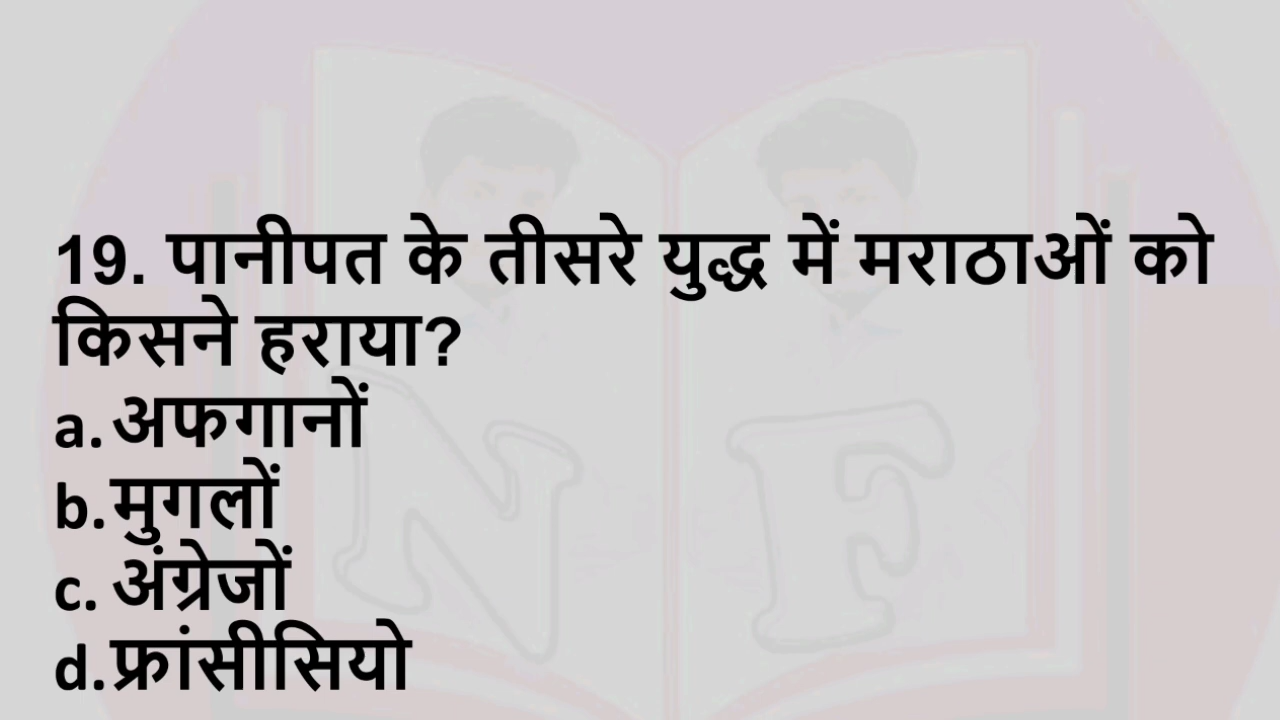 19. पानीपत के तीसरे युद्ध में मराठाओं को
किसने हराया?
a. अफगानों
b. मुगलों
c. अंग्रेजों
d. फ्रांसीसियो
N F